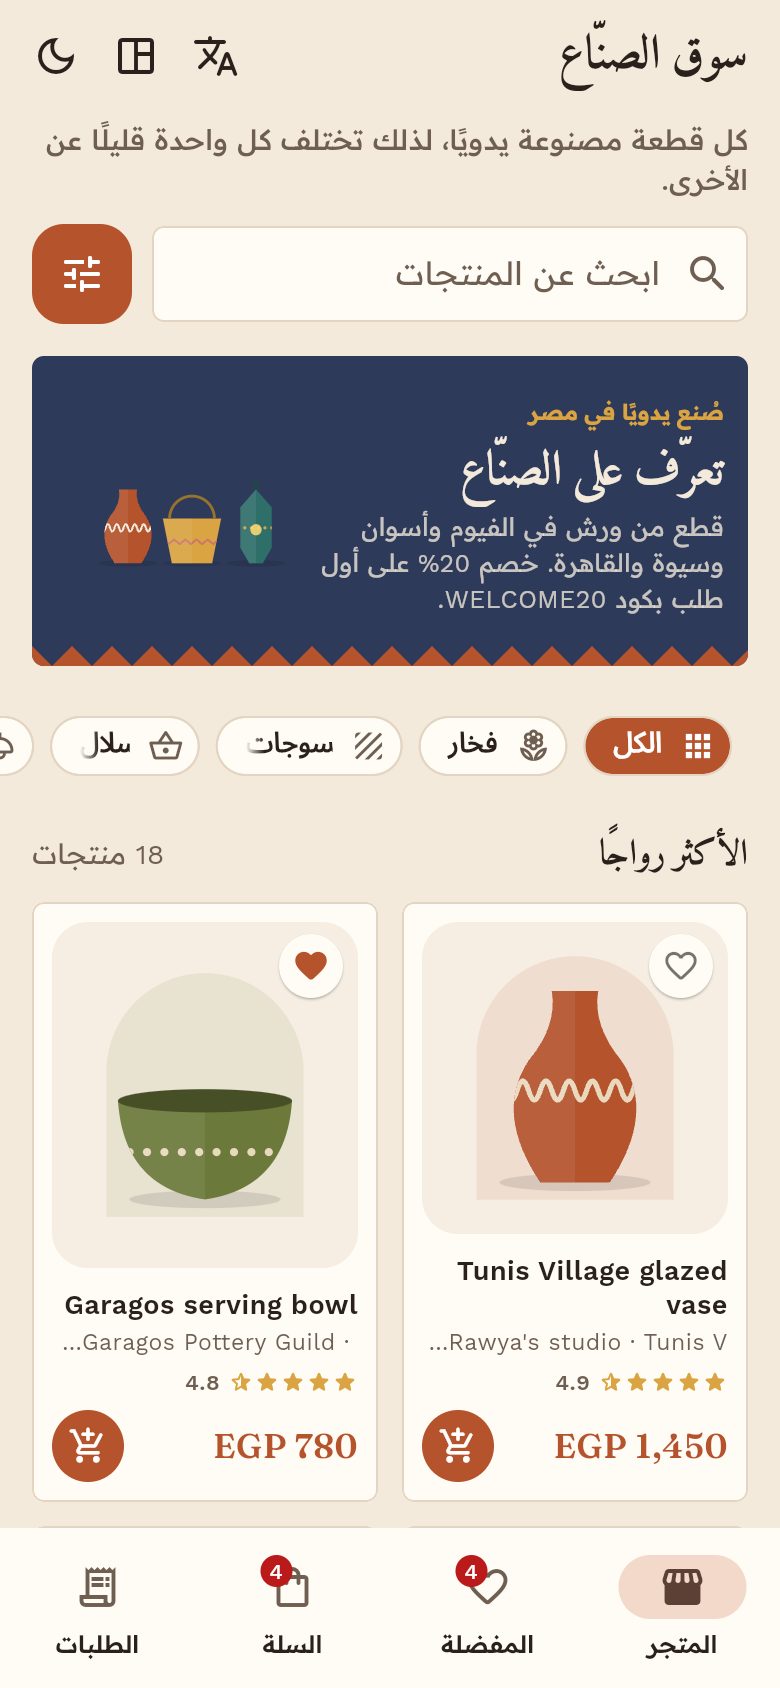 سوق الصنّاع
كل قطعة مصنوعة يدويًا، لذلك تختلف كل واحدة قليلًا عن
الأخرى.
ابحث عن المنتجات
صُنع يدويًا في مصر
تعرّف على الصنّاع
قطع من ورش في الفيوم وأسوان
وسيوة والقاهرة. خصم 20% على أول
طلب بكود WELCOME20.
الكل
فخار
سوجات
سلال
الأكثر رواجًا
18 منتجات
Tunis Village glazed
vase
Rawya's studio · Tunis V...
4.9
EGP 1,450
Garagos serving bowl
Garagos Pottery Guild · ...
4.8
EGP 780
المتجر
4
المفضلة
4
السلة
الطلبات